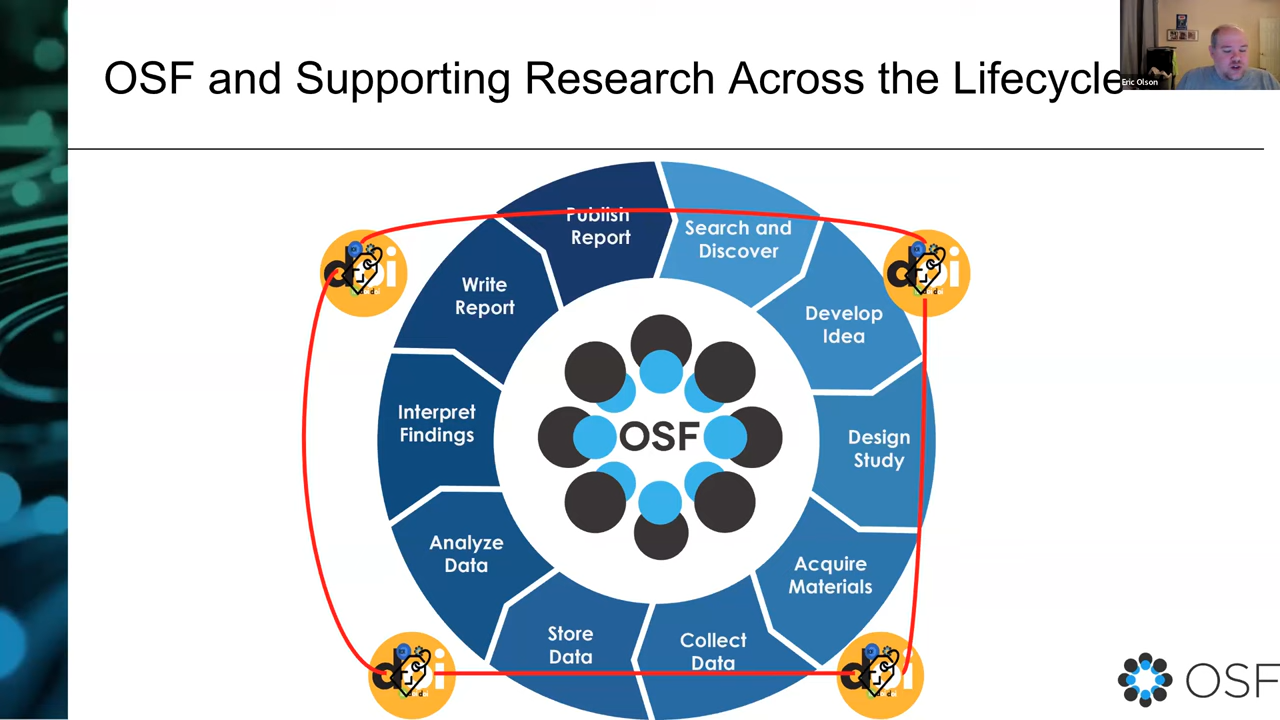 OSF and Supporting Research Across the Lifecycle
Eric Olson
Publish
Report
Search and
Discover
Write
Report
Develop
Idea
Interpret
Findings
OSF
Design
Study
Analyze
Data
Acquire
Materials
Store
Data
Collect
Data
OSF